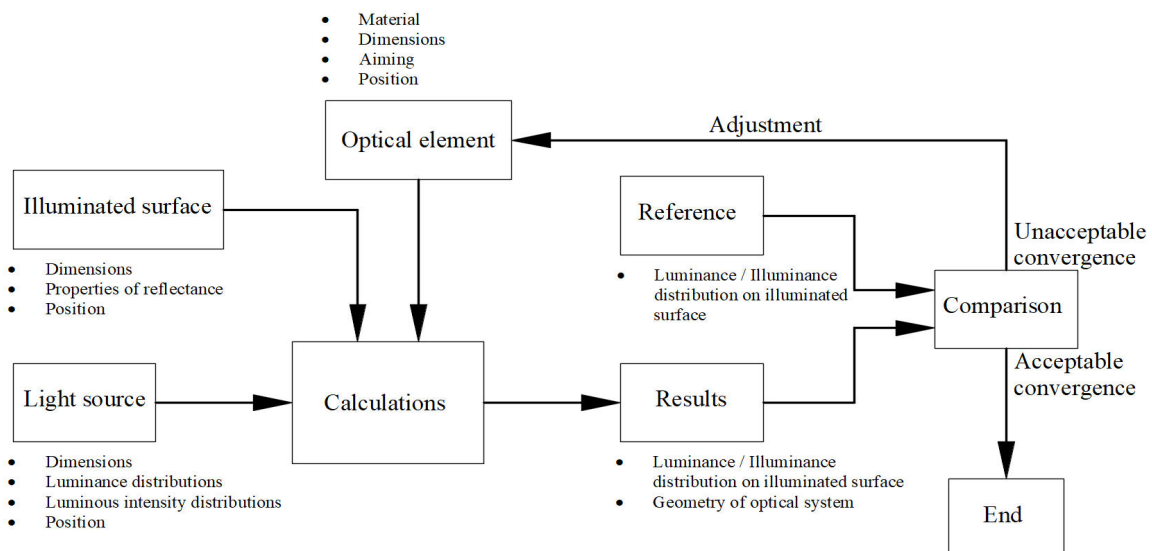 • Material
• Dimensions
• Aiming
• Position
Optical element
Adjustment
Illuminated surface
• Dimensions
• Properties of reflectance
• Position
Reference
• Luminance / Illuminance
distribution on illuminated
surface
Unacceptable
convergence
Comparison
Acceptable
convergence
Light source
• Dimensions
• Luminance distributions
• Luminous intensity distributions
• Position
Calculations
Results
• Luminance / Illuminance
distribution on illuminated surface
• Geometry of optical system
End